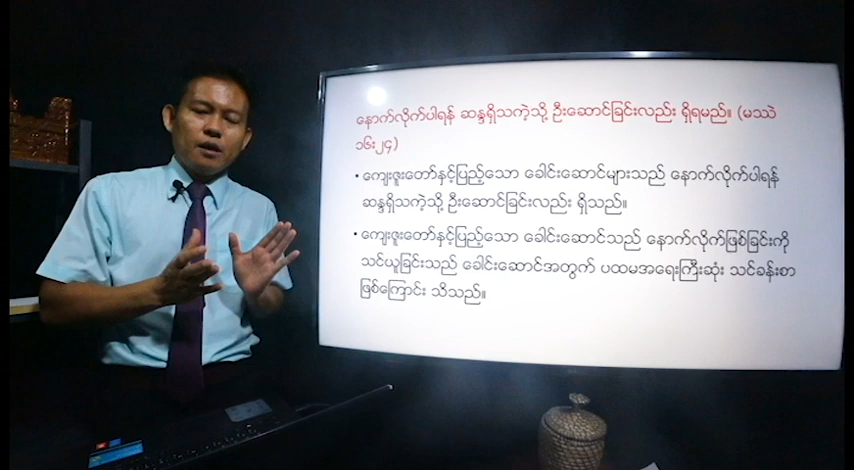 နောက်လိုက်ပါရန် ဆန္ဒရှိသကဲ့သို့ ဦးဆောင်ခြင်းလည်း ရှိရမည်။ (မဿဲ
၁၆း၂၄)
• ကျေးဇူးတော်နှင့်ပြည့်သော ခေါင်းဆောင်များသည် နောက်လိုက်ပါရန်
ဆန္ဒရှိသကဲ့သို့ ဦးဆောင်ခြင်းလည်း ရှိသည်။
• ကျေးဇူးတော်နှင့်ပြည့်သော ခေါင်းဆောင်သည် နောက်လိုက်ဖြစ်ခြင်းကို
သင်ယူခြင်းသည် ခေါင်းဆောင်အတွက် ပထမအရေးကြီးဆုံး သင်ခန်းစာ
ဖြစ်ကြောင်း သိသည်။